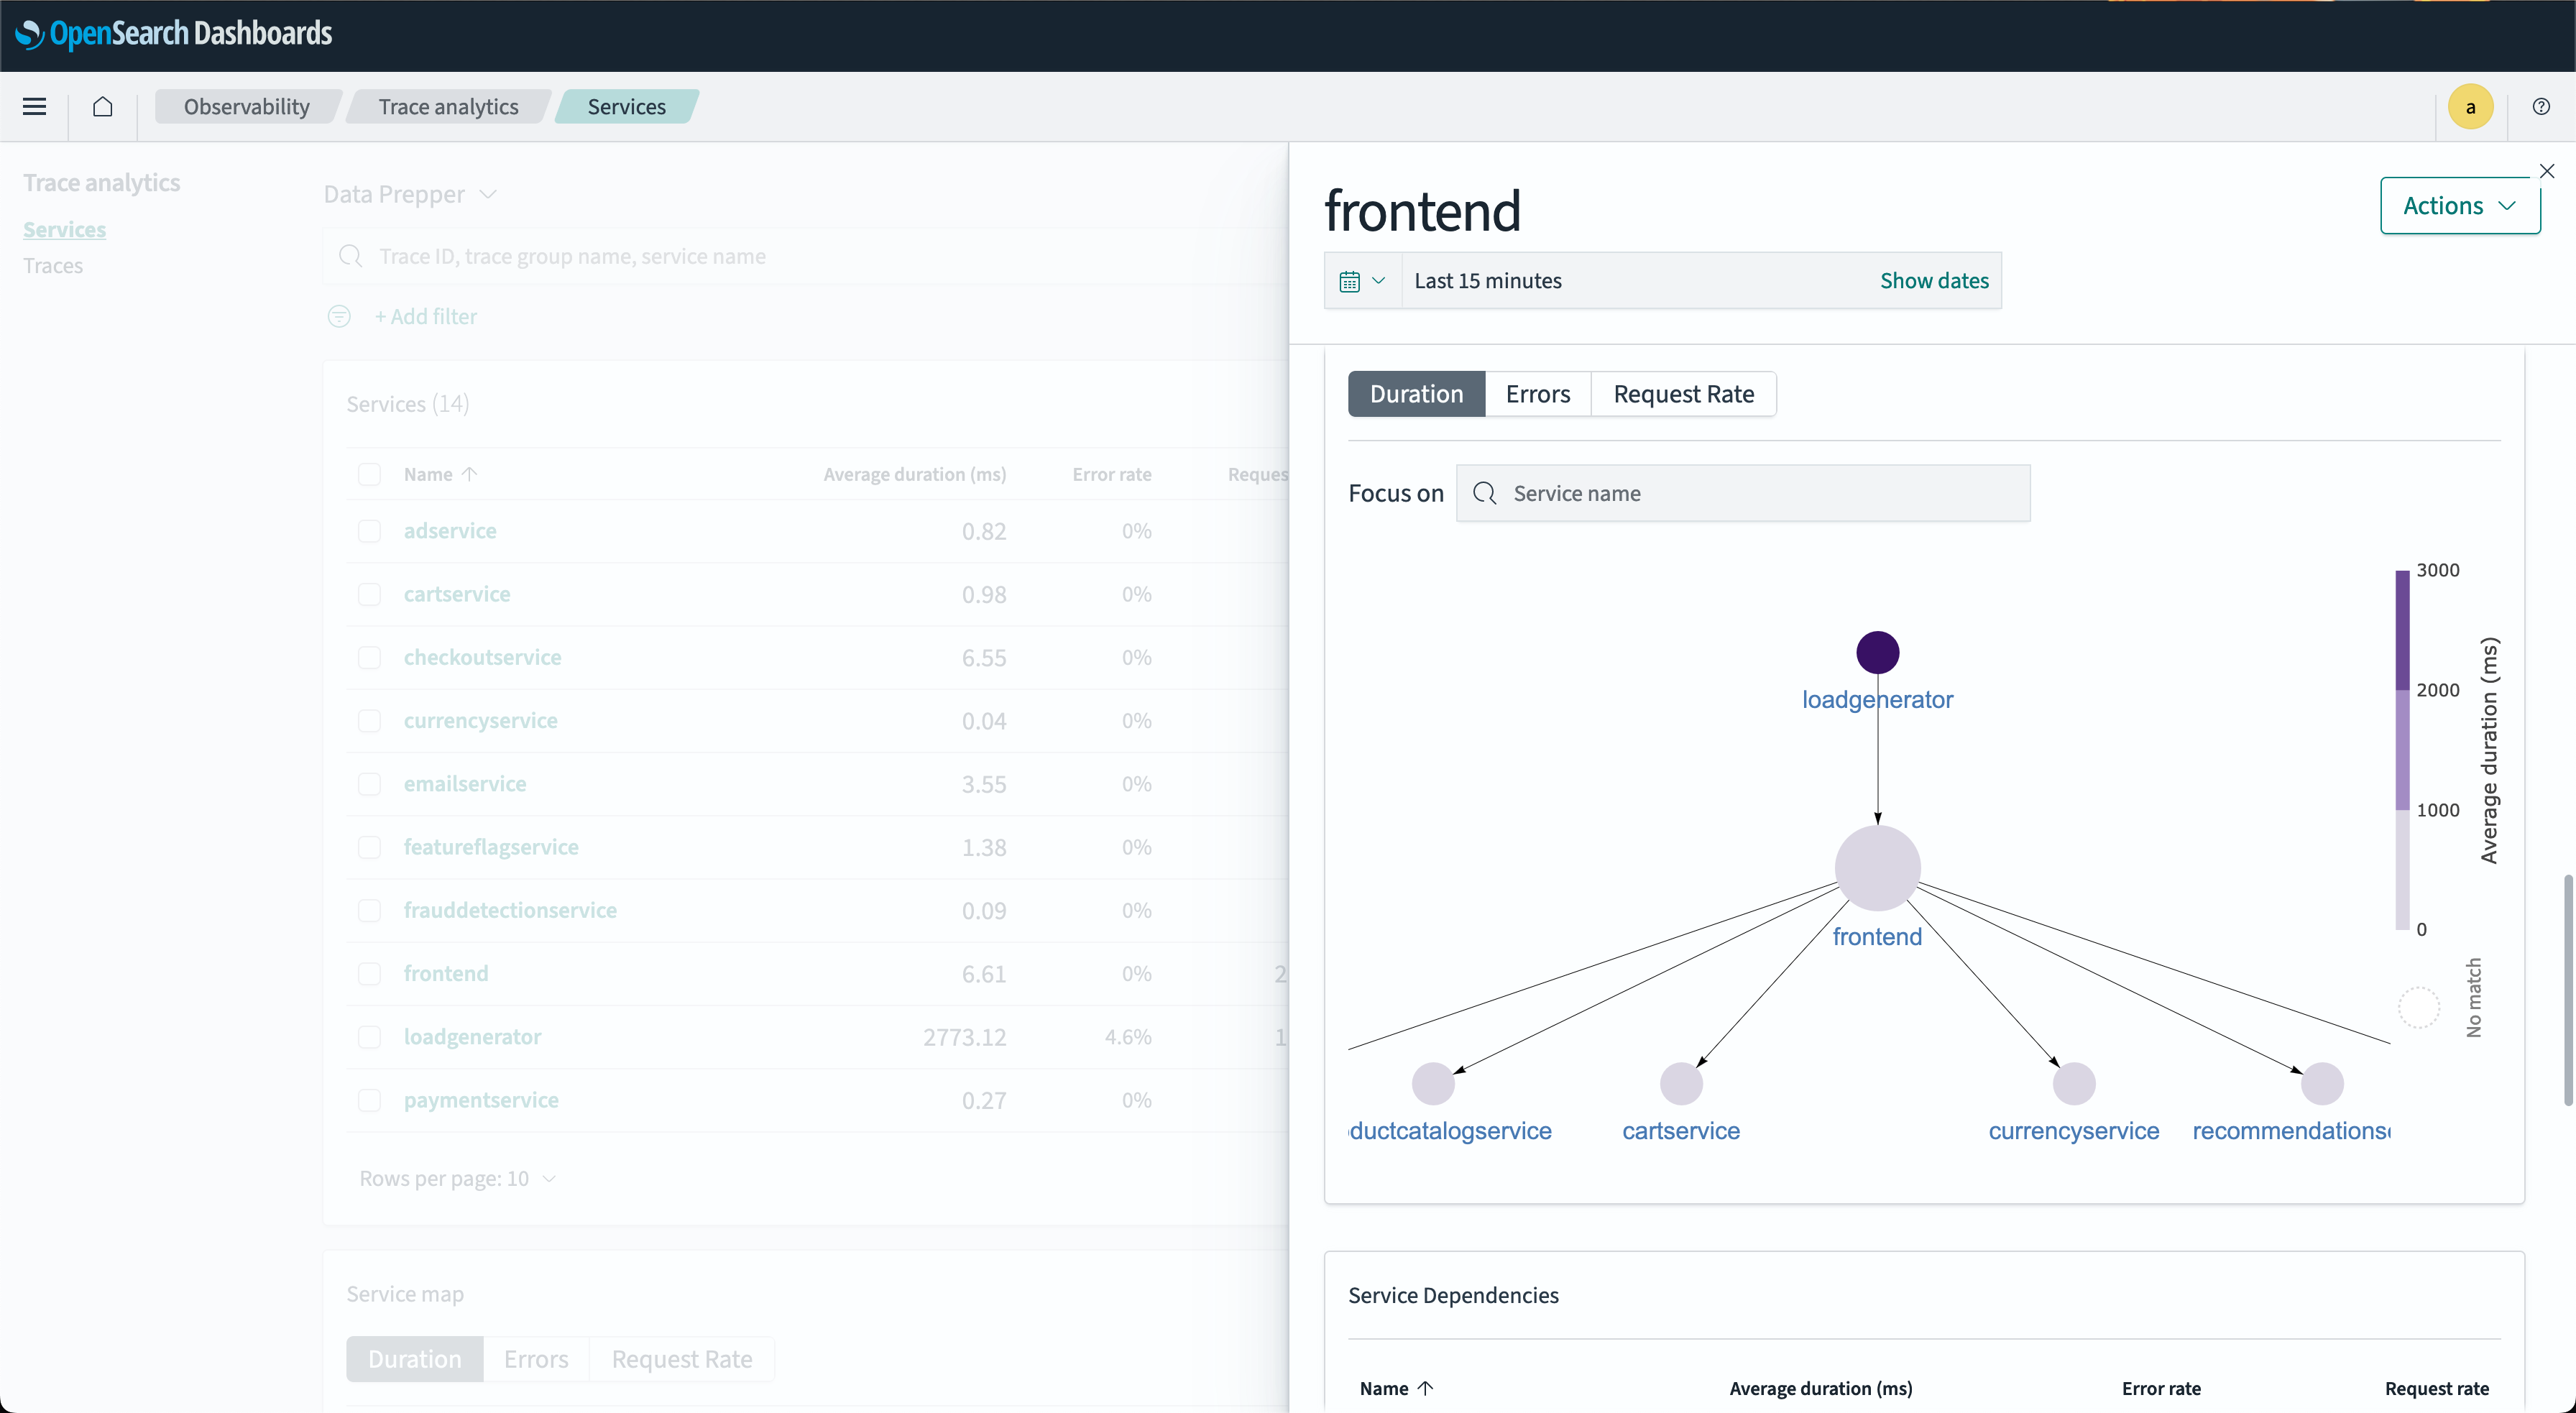 OpenSearch Dashboards
Observability
Trace analytics
Services
a
Trace analytics
Services
Traces
Data Prepper
Trace ID, trace group name, service name
+ Add filter
Services (14)
Name Average duration (ms) Error rate Reques
adservice 0.82 0%
cartservice 0.98 0%
checkoutservice 6.55 0%
currencyservice 0.04 0%
emailservice 3.55 0%
featureflagservice 1.38 0%
frauddetectionservice 0.09 0%
frontend 6.61 0% 2
loadgenerator 2773.12 4.6% 1
paymentservice 0.27 0%
Rows per page: 10
Service map
Duration Errors Request Rate
frontend
Actions
Last 15 minutes Show dates
Duration Errors Request Rate
Focus on Service name
loadgenerator
frontend
ductcatalogservice cartservice currencyservice recommendations
3000
2000
1000
0
Average duration (ms)
No match
Service Dependencies
Name Average duration (ms) Error rate Request rate